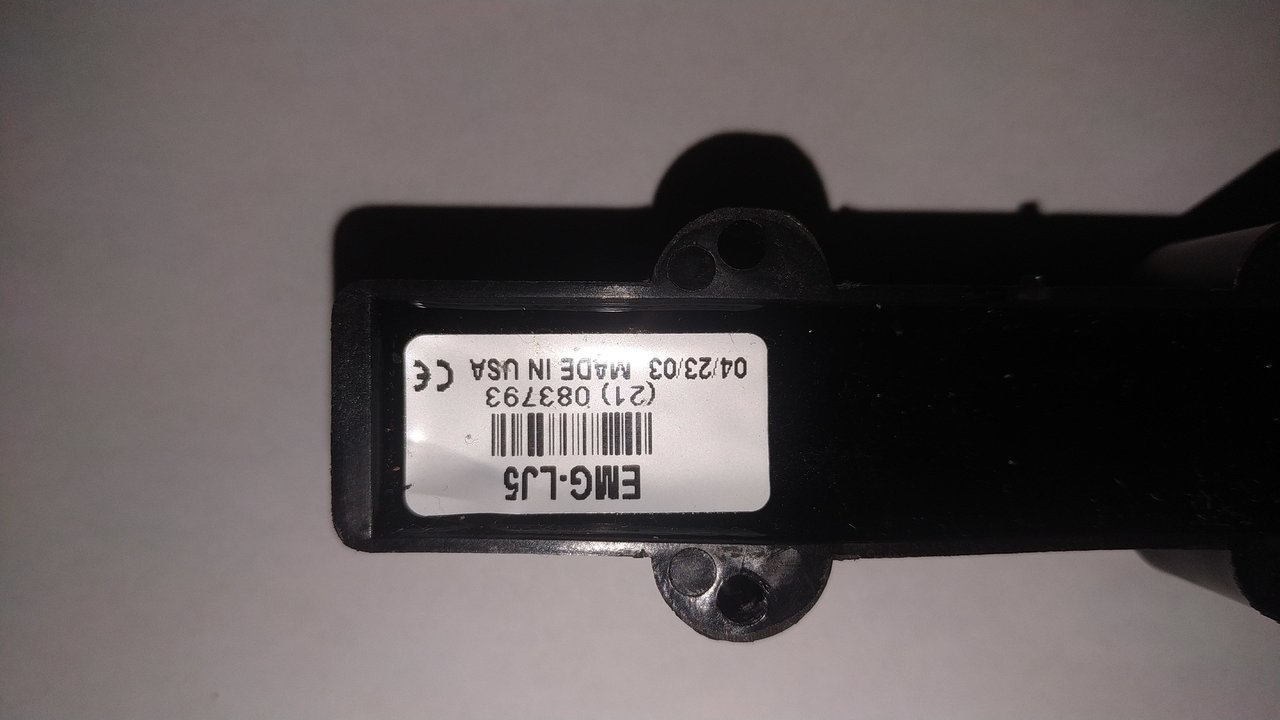 EMG-LJ5
(21) 083793
04/23/03 MADE IN USA CE